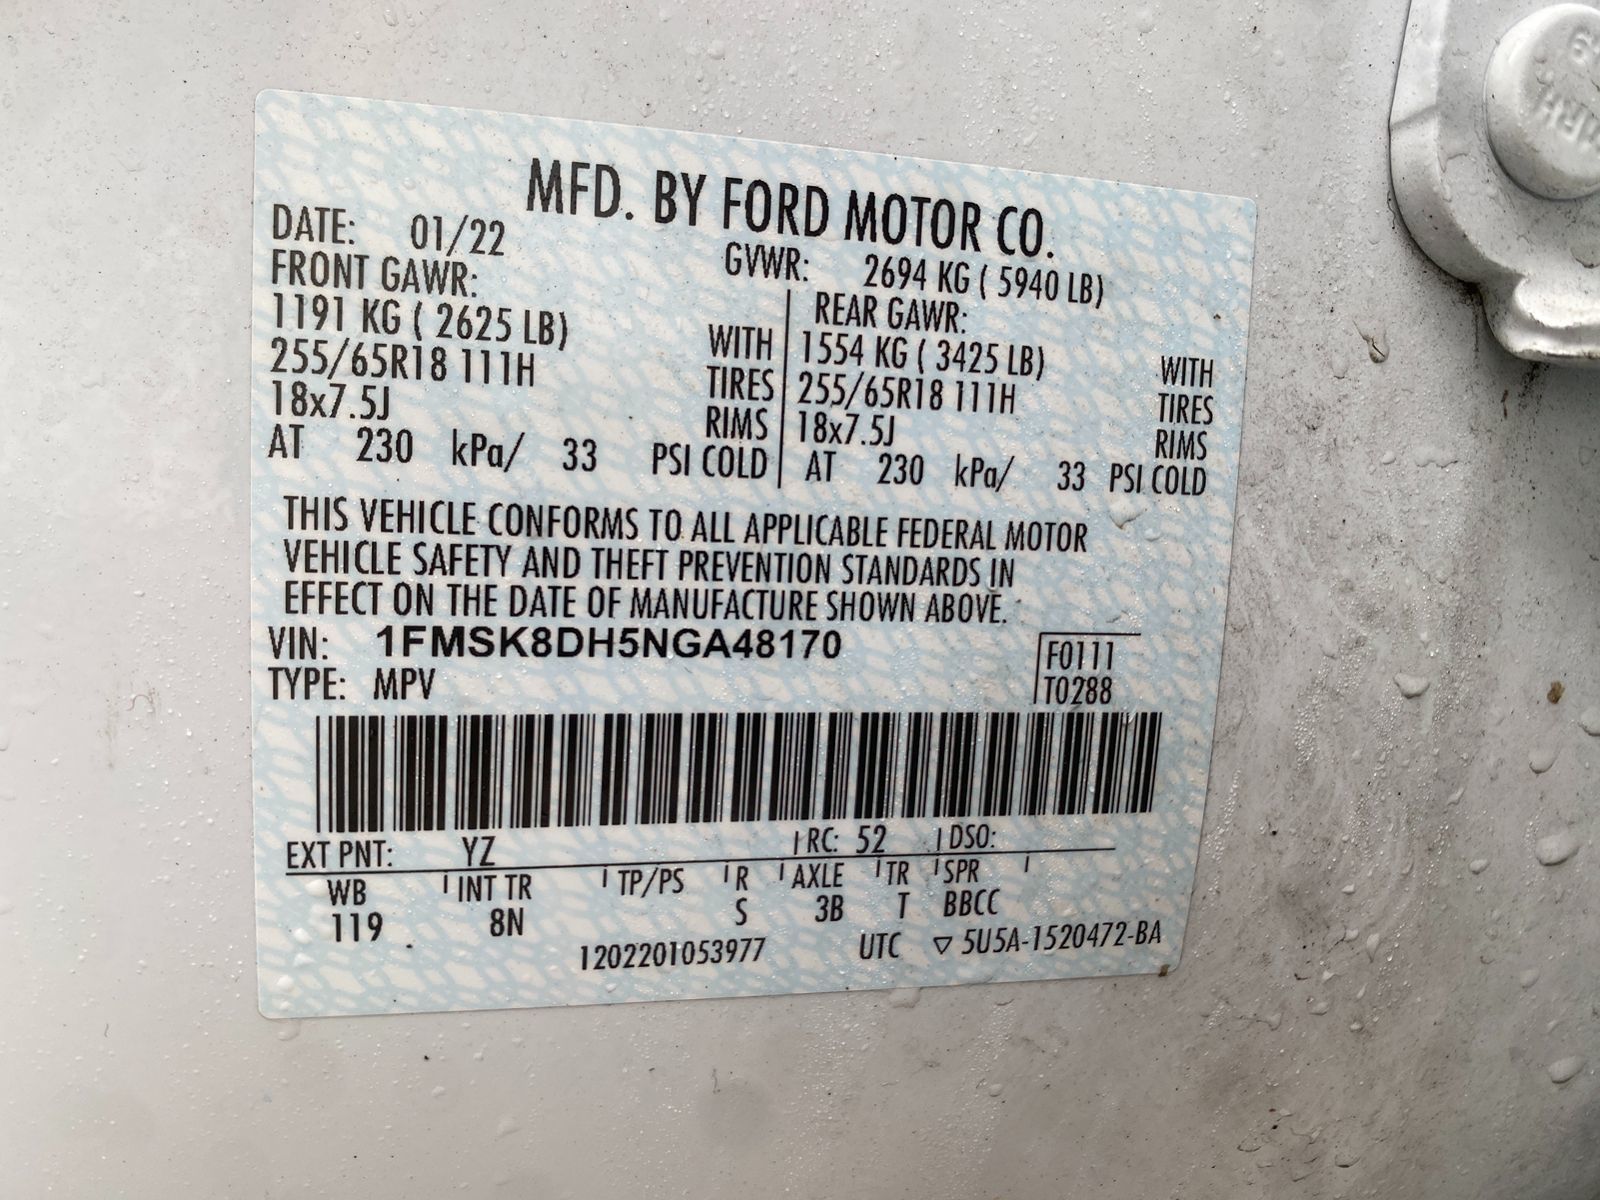 MFD. BY FORD MOTOR CO.
DATE: 01/22 GVWR: 2694 KG ( 5940 LB)
FRONT GAWR: REAR GAWR:
1191 KG ( 2625 LB) WITH 1554 KG ( 3425 LB) WITH
255/65R18 111H TIRES 255/65R18 111H TIRES
18x7.5J RIMS 18x7.5J RIMS
AT 230 kPa/ 33 PSI COLD AT 230 kPa/ 33 PSI COLD
THIS VEHICLE CONFORMS TO ALL APPLICABLE FEDERAL MOTOR
VEHICLE SAFETY AND THEFT PREVENTION STANDARDS IN
EFFECT ON THE DATE OF MANUFACTURE SHOWN ABOVE.
VIN: 1FMSK8DH5NGA48170 F0111
TYPE: MPV T0288
EXT PNT: YZ RC: 52 DSO:
WB INT TR TP/PS R AXLE TR SPR
119 8N S 3B T BBCC
1202201053977 UTC ▽ 5U5A-1520472-BA